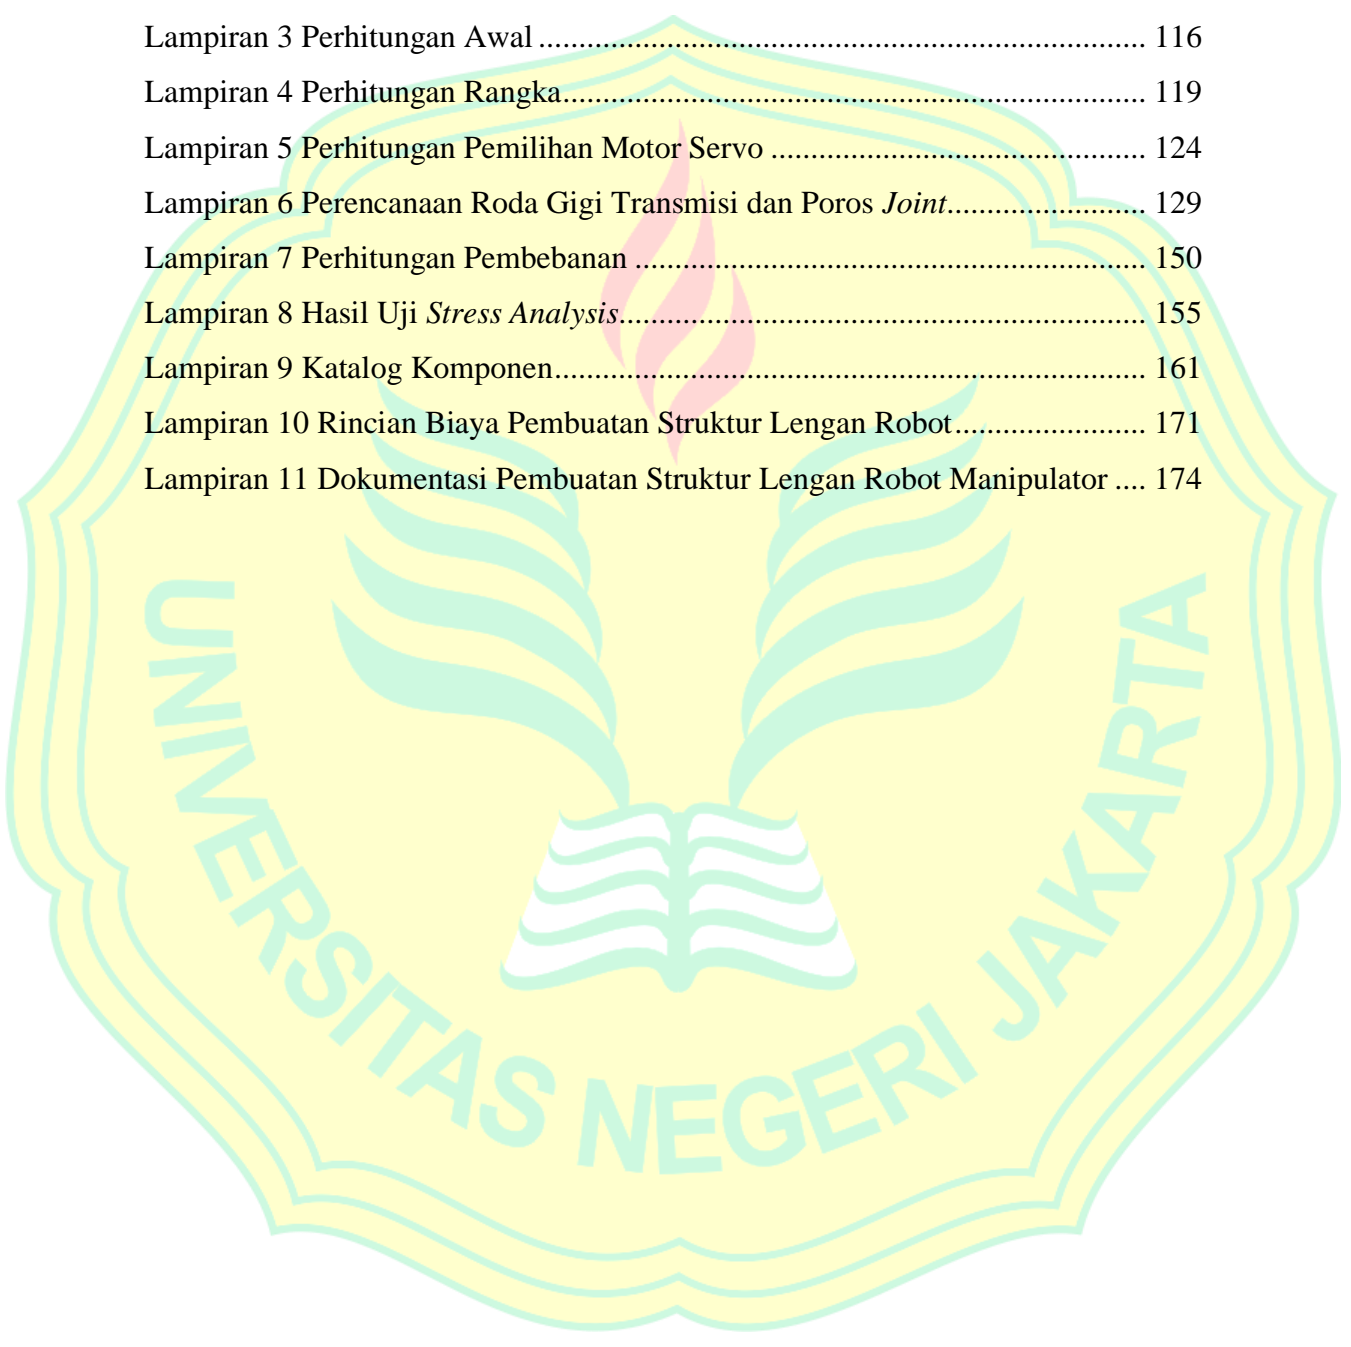 Lampiran 3 Perhitungan Awal ............................................................................ 116
Lampiran 4 Perhitungan Rangka......................................................................... 119
Lampiran 5 Perhitungan Pemilihan Motor Servo ............................................... 124
Lampiran 6 Perencanaan Roda Gigi Transmisi dan Poros Joint......................... 129
Lampiran 7 Perhitungan Pembebanan ................................................................ 150
Lampiran 8 Hasil Uji Stress Analysis.................................................................. 155
Lampiran 9 Katalog Komponen.......................................................................... 161
Lampiran 10 Rincian Biaya Pembuatan Struktur Lengan Robot........................ 171
Lampiran 11 Dokumentasi Pembuatan Struktur Lengan Robot Manipulator .... 174
UNIVERSITAS NEGERI JAKARTA